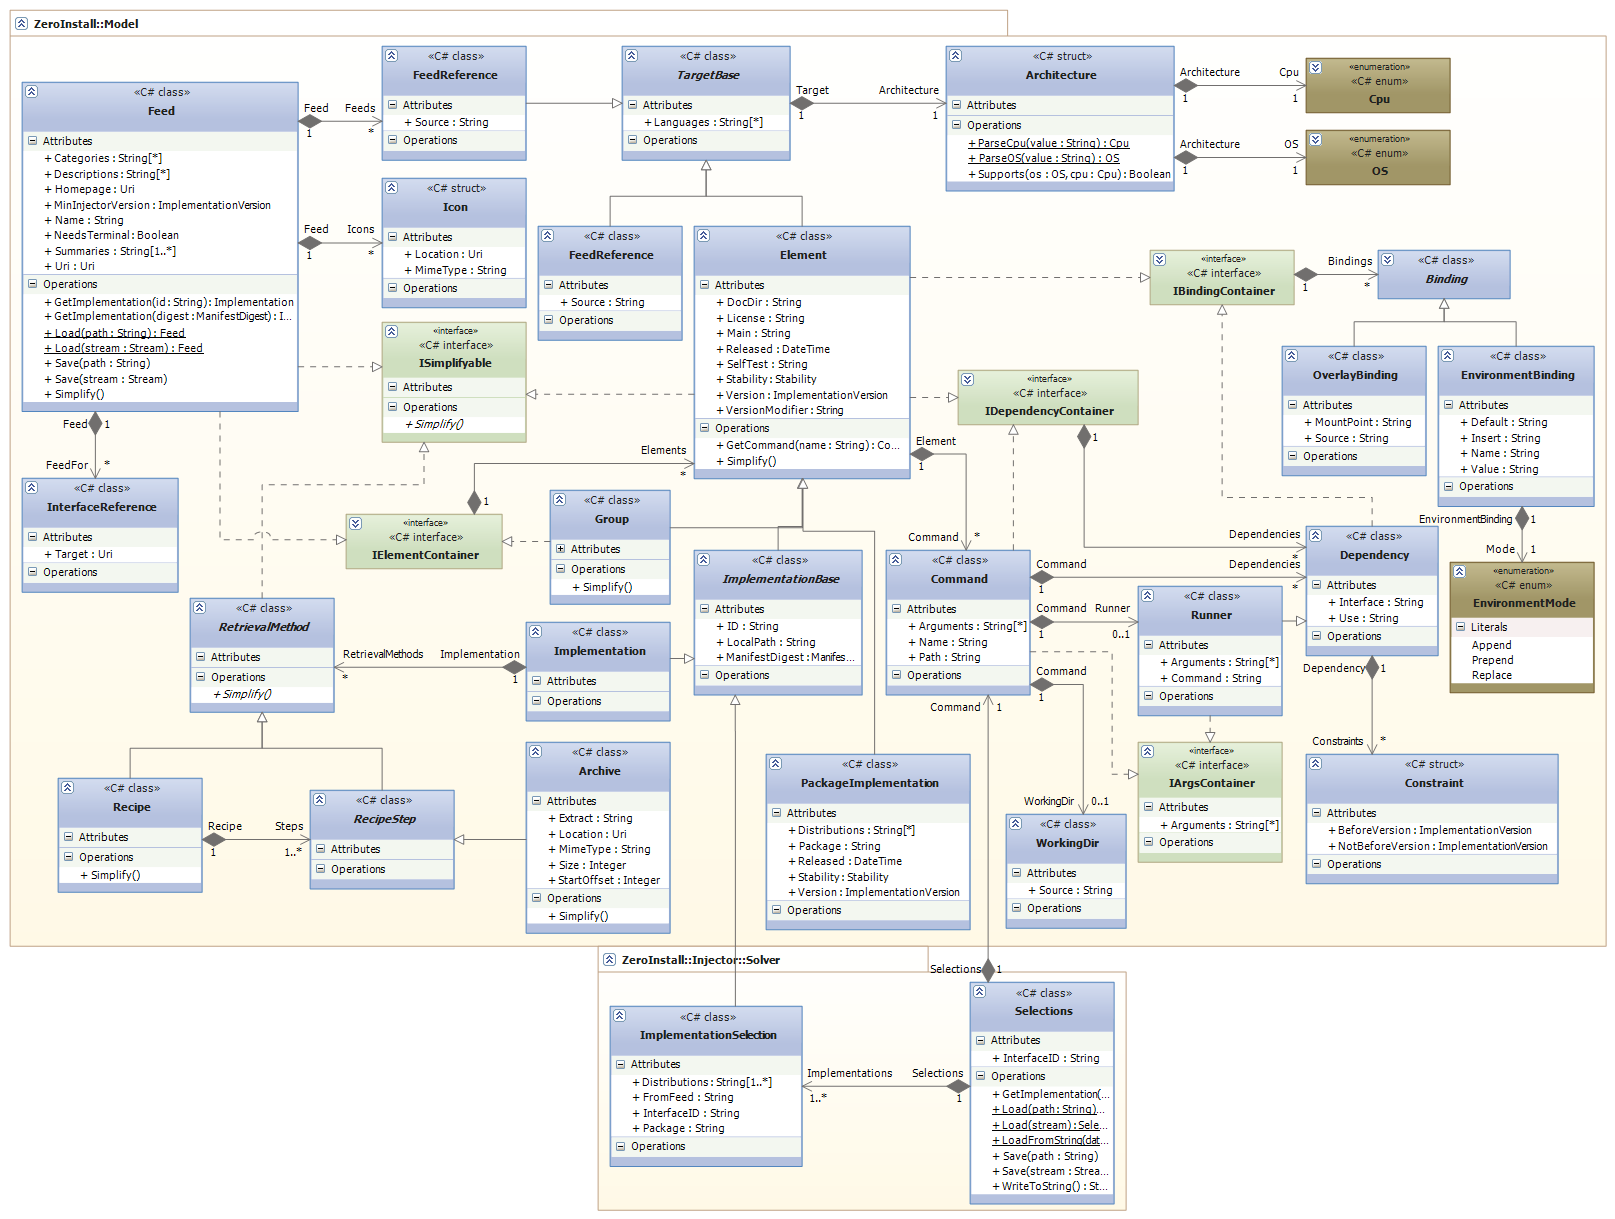 ZeroInstall::Model
«C# class»
Feed
Attributes
+ Categories : String[*]
+ Descriptions : String[*]
+ Homepage : Uri
+ MinInjectorVersion : ImplementationVersion
+ Name : String
+ NeedsTerminal : Boolean
+ Summaries : String[1..*]
+ Uri : Uri
Operations
+ GetImplementation(id : String) : Implementation
+ GetImplementation(digest : ManifestDigest) : I...
+ Load(path : String) : Feed
+ Load(stream : Stream) : Feed
+ Save(path : String)
+ Save(stream : Stream)
+ Simplify()
Feed
Feeds
1
*
Feed
Icons
1
*
Feed
1
FeedFor
*
«C# class»
FeedReference
Attributes
+ Source : String
Operations
«C# struct»
Icon
Attributes
+ Location : Uri
+ MimeType : String
Operations
«interface»
«C# interface»
ISimplifyable
Attributes
Operations
+ Simplify()
«C# class»
TargetBase
Attributes
+ Languages : String[*]
Operations
Target
Architecture
1
1
«C# struct»
Architecture
Attributes
Operations
+ ParseCpu(value : String) : Cpu
+ ParseOS(value : String) : OS
+ Supports(os : OS, cpu : Cpu) : Boolean
Architecture
Cpu
1
1
Architecture
OS
1
1
«enumeration»
«C# enum»
Cpu
«enumeration»
«C# enum»
OS
«C# class»
FeedReference
Attributes
+ Source : String
Operations
«C# class»
Element
Attributes
+ DocDir : String
+ License : String
+ Main : String
+ Released : DateTime
+ SelfTest : String
+ Stability : Stability
+ Version : ImplementationVersion
+ VersionModifier : String
Operations
+ GetCommand(name : String) : Co...
+ Simplify()
«interface»
«C# interface»
IBindingContainer
Bindings
1
*
«C# class»
Binding
«C# class»
OverlayBinding
Attributes
+ MountPoint : String
+ Source : String
Operations
«C# class»
EnvironmentBinding
Attributes
+ Default : String
+ Insert : String
+ Name : String
+ Value : String
Operations
EnvironmentBinding
1
Mode
1
«enumeration»
«C# enum»
EnvironmentMode
Literals
Append
Prepend
Replace
«interface»
«C# interface»
IDependencyContainer
1
Dependencies
*
Element
1
Command
*
Elements
*
1
«C# class»
InterfaceReference
Attributes
+ Target : Uri
Operations
«interface»
«C# interface»
IElementContainer
«C# class»
Group
Attributes
Operations
+ Simplify()
«C# class»
ImplementationBase
Attributes
+ ID : String
+ LocalPath : String
+ ManifestDigest : Manifes...
Operations
«C# class»
Command
Attributes
+ Arguments : String[*]
+ Name : String
+ Path : String
Operations
Command
Dependencies
1
*
Command
Runner
1
0..1
Command
1
WorkingDir
0..1
«C# class»
Runner
Attributes
+ Arguments : String[*]
+ Command : String
Operations
«C# class»
Dependency
Attributes
+ Interface : String
+ Use : String
Operations
Dependency
1
Constraints
*
«C# class»
RetrievalMethod
Attributes
Operations
+ Simplify()
RetrievalMethods
Implementation
*
1
«C# class»
Implementation
Attributes
Operations
«C# class»
Recipe
Attributes
Operations
+ Simplify()
Recipe
Steps
1
1..*
«C# class»
RecipeStep
Attributes
Operations
«C# class»
Archive
Attributes
+ Extract : String
+ Location : Uri
+ MimeType : String
+ Size : Integer
+ StartOffset : Integer
Operations
+ Simplify()
«C# class»
PackageImplementation
Attributes
+ Distributions : String[*]
+ Package : String
+ Released : DateTime
+ Stability : Stability
+ Version : ImplementationVersion
Operations
Command
1
«C# class»
WorkingDir
Attributes
+ Source : String
Operations
«interface»
«C# interface»
IArgsContainer
Attributes
+ Arguments : String[*]
Operations
«C# struct»
Constraint
Attributes
+ BeforeVersion : ImplementationVersion
+ NotBeforeVersion : ImplementationVersion
Operations
ZeroInstall::Injector::Solver
Selections
1
«C# class»
ImplementationSelection
Attributes
+ Distributions : String[1..*]
+ FromFeed : String
+ InterfaceID : String
+ Package : String
Operations
Implementations
Selections
1..*
1
«C# class»
Selections
Attributes
+ InterfaceID : String
Operations
+ GetImplementation(...
+ Load(path: String)...
+ Load(stream) : Sele...
+ LoadFromString(dat...
+ Save(path : String)
+ Save(stream : Strea...
+ WriteToString() : St...